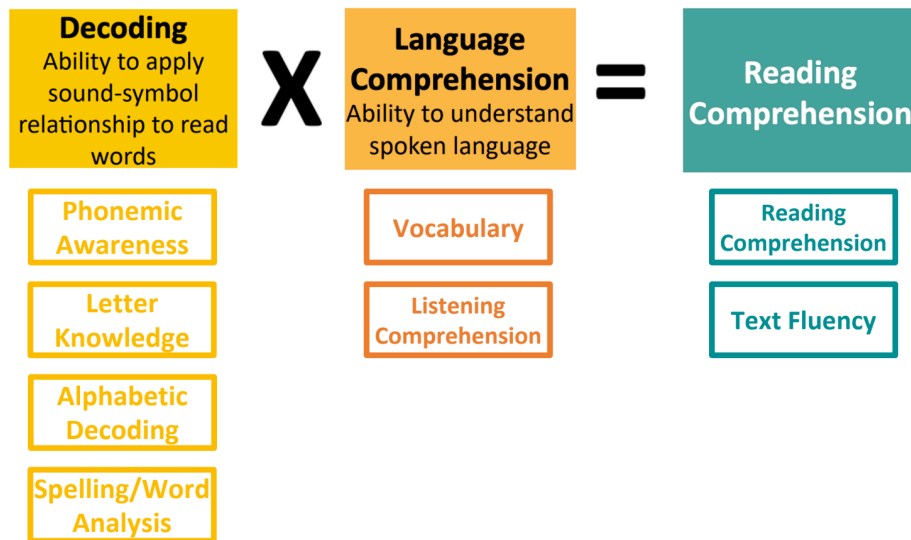 Decoding
Ability to apply
sound-symbol
relationship to read
words
X
Language
Comprehension
Ability to understand
spoken language
=
Reading
Comprehension
Phonemic
Awareness
Letter
Knowledge
Alphabetic
Decoding
Spelling/Word
Analysis
Vocabulary
Listening
Comprehension
Reading
Comprehension
Text Fluency